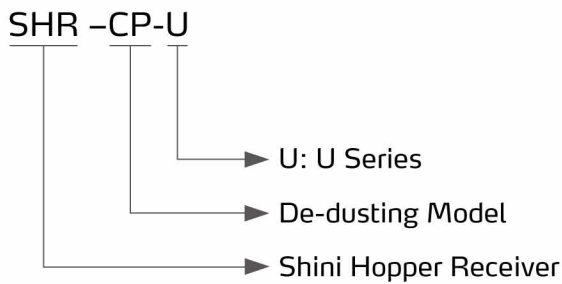 SHR –CP-U
U: U Series
De-dusting Model
Shini Hopper Receiver